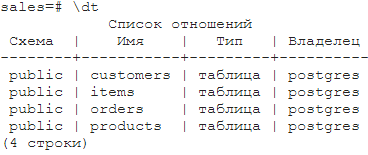 sales=# \dt
Список отношений
Схема | Имя | Тип | Владелец
--------+-----------+---------+----------
public | customers | таблица | postgres
public | items | таблица | postgres
public | orders | таблица | postgres
public | products | таблица | postgres
(4 строки)